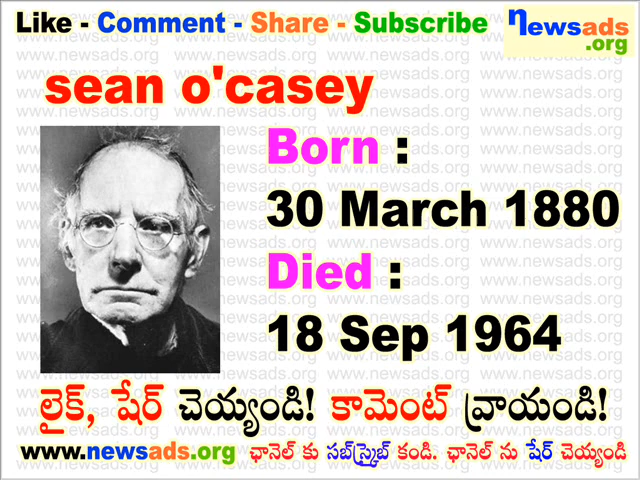 Like - Comment - Share - Subscribe
newsads
.org
sean o'casey
Born :
30 March 1880
Died :
18 Sep 1964
లైక్, షేర్ చెయ్యండి! కామెంట్ వ్రాయండి!
www.newsads.org ఛానెల్ కు సబ్‌స్క్రైబ్ కండి. ఛానెల్ ను షేర్ చెయ్యండి